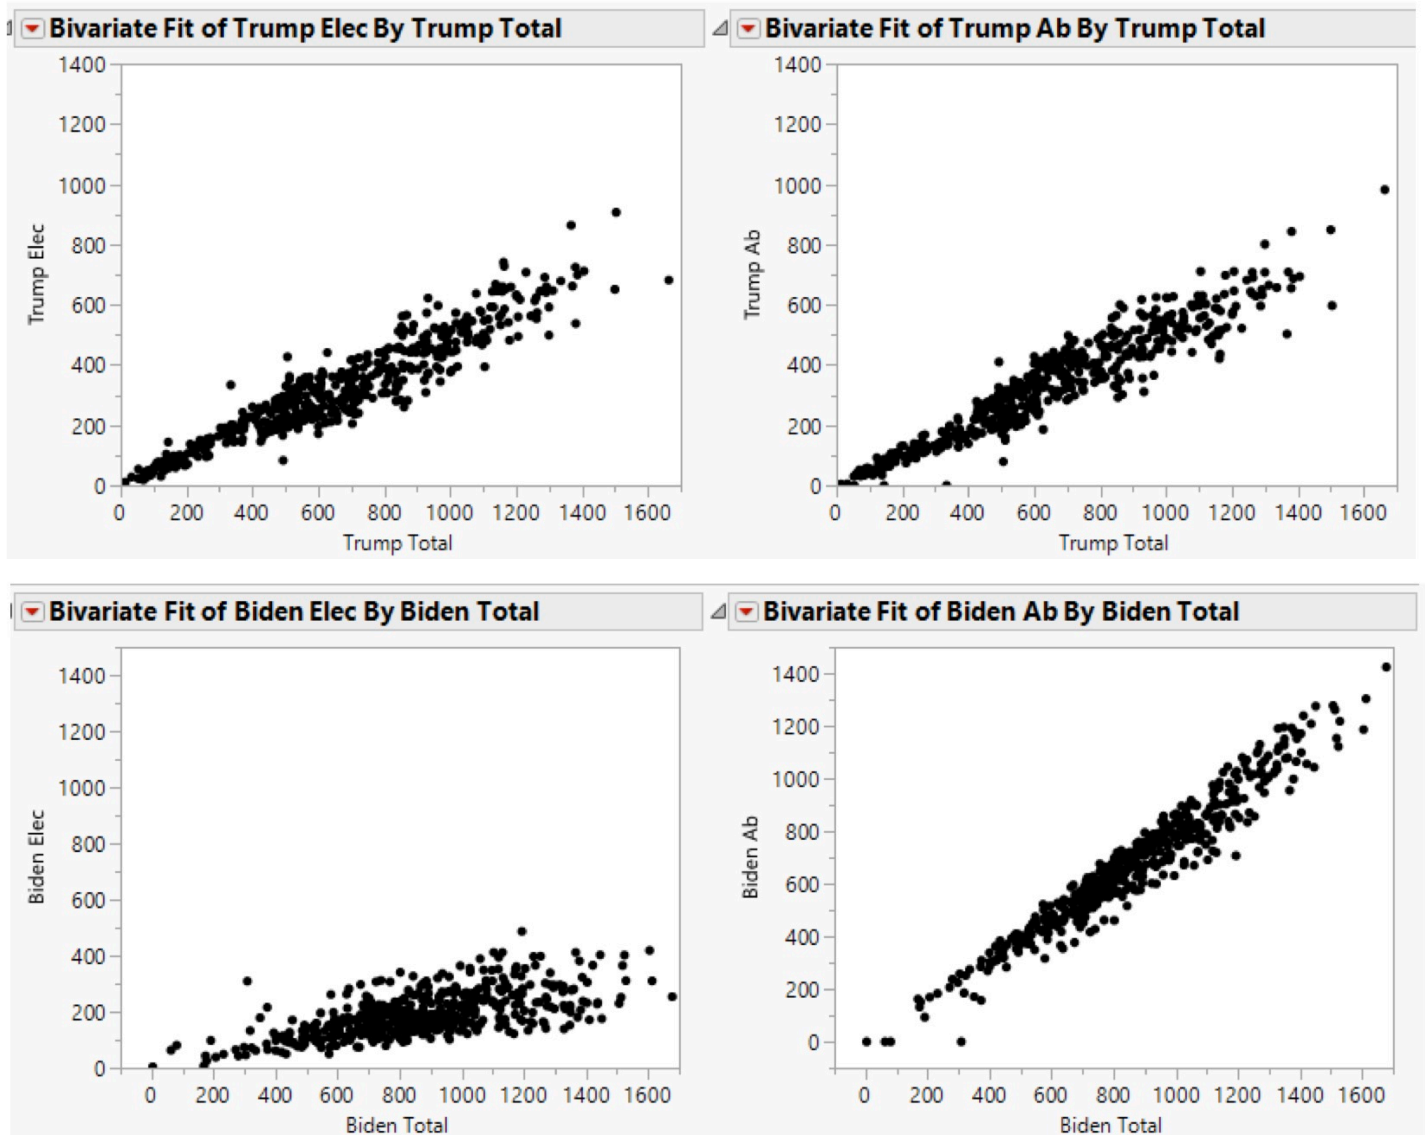 Bivariate Fit of Trump Elec By Trump Total
1400
1200
1000
800
600
400
200
0
Trump Elec
0 200 400 600 800 1000 1200 1400 1600
Trump Total
Bivariate Fit of Trump Ab By Trump Total
1400
1200
1000
800
600
400
200
0
Trump Ab
0 200 400 600 800 1000 1200 1400 1600
Trump Total
Bivariate Fit of Biden Elec By Biden Total
1400
1200
1000
800
600
400
200
0
Biden Elec
0 200 400 600 800 1000 1200 1400 1600
Biden Total
Bivariate Fit of Biden Ab By Biden Total
1400
1200
1000
800
600
400
200
0
Biden Ab
0 200 400 600 800 1000 1200 1400 1600
Biden Total